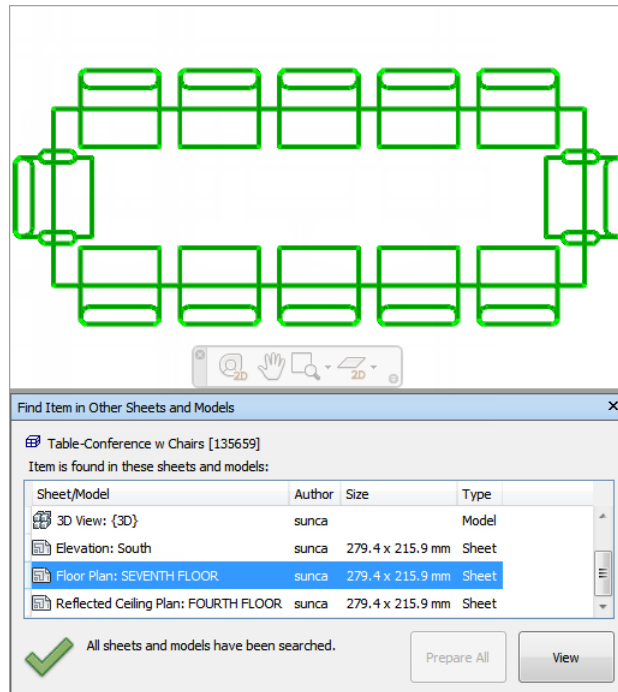 2D
2D
Find Item in Other Sheets and Models
Table-Conference w Chairs [135659]
Item is found in these sheets and models:
Sheet/Model Author Size Type
3D View: {3D} sunca Model
Elevation: South sunca 279.4 x 215.9 mm Sheet
Floor Plan: SEVENTH FLOOR sunca 279.4 x 215.9 mm Sheet
Reflected Ceiling Plan: FOURTH FLOOR sunca 279.4 x 215.9 mm Sheet
All sheets and models have been searched.
Prepare All View